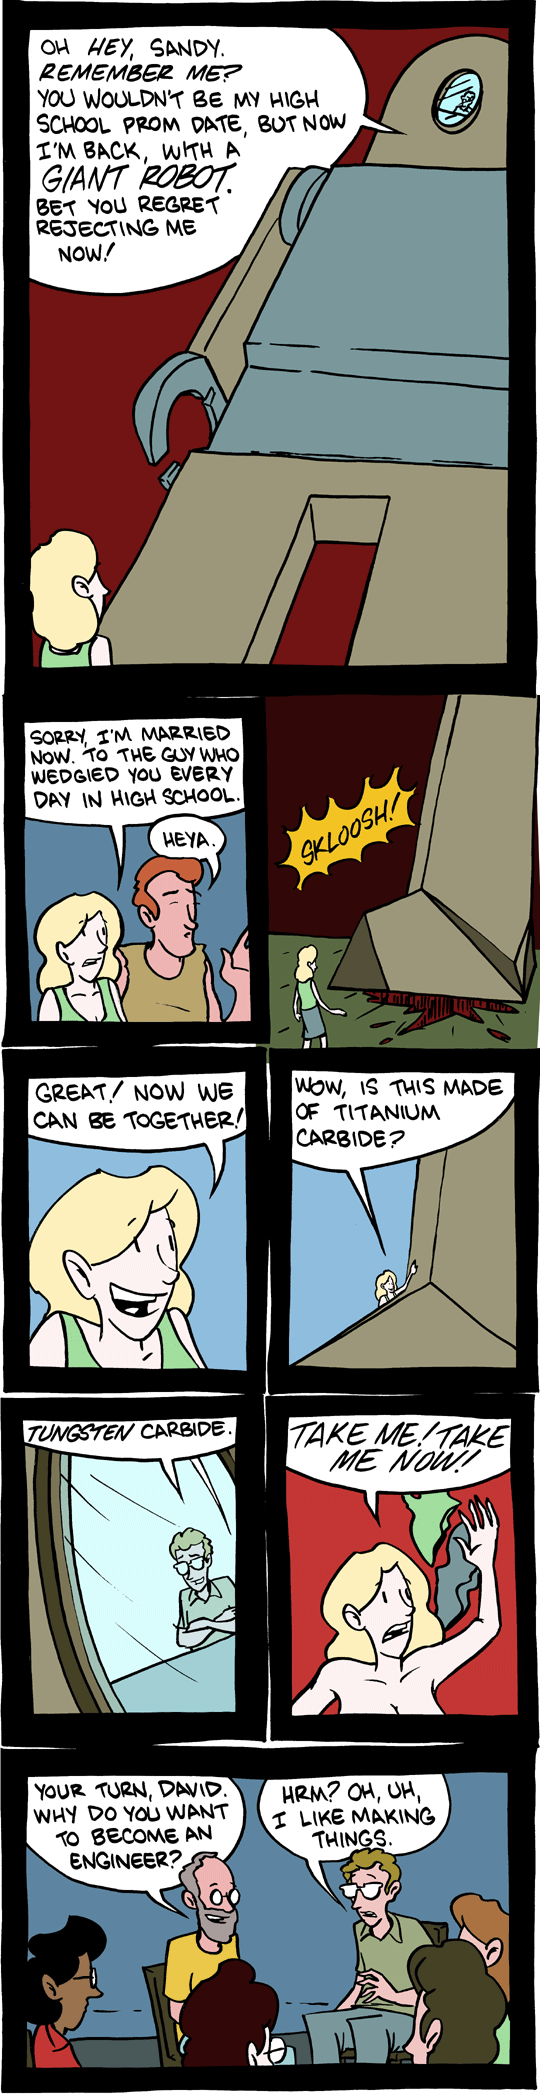 OH HEY, SANDY.
REMEMBER ME?
YOU WOULDN'T BE MY HIGH
SCHOOL PROM DATE, BUT NOW
I'M BACK, WITH A
GIANT ROBOT.
BET YOU REGRET
REJECTING ME
NOW!
SORRY, I'M MARRIED
NOW. TO THE GUY WHO
WEDGIED YOU EVERY
DAY IN HIGH SCHOOL.
HEYA.
SKLOOSH!
GREAT! NOW WE
CAN BE TOGETHER!
WOW, IS THIS MADE
OF TITANIUM
CARBIDE?
TUNGSTEN CARBIDE.
TAKE ME! TAKE
ME NOW!
YOUR TURN, DAVID.
WHY DO YOU WANT
TO BECOME AN
ENGINEER?
HRM? OH, UH,
I LIKE MAKING
THINGS.